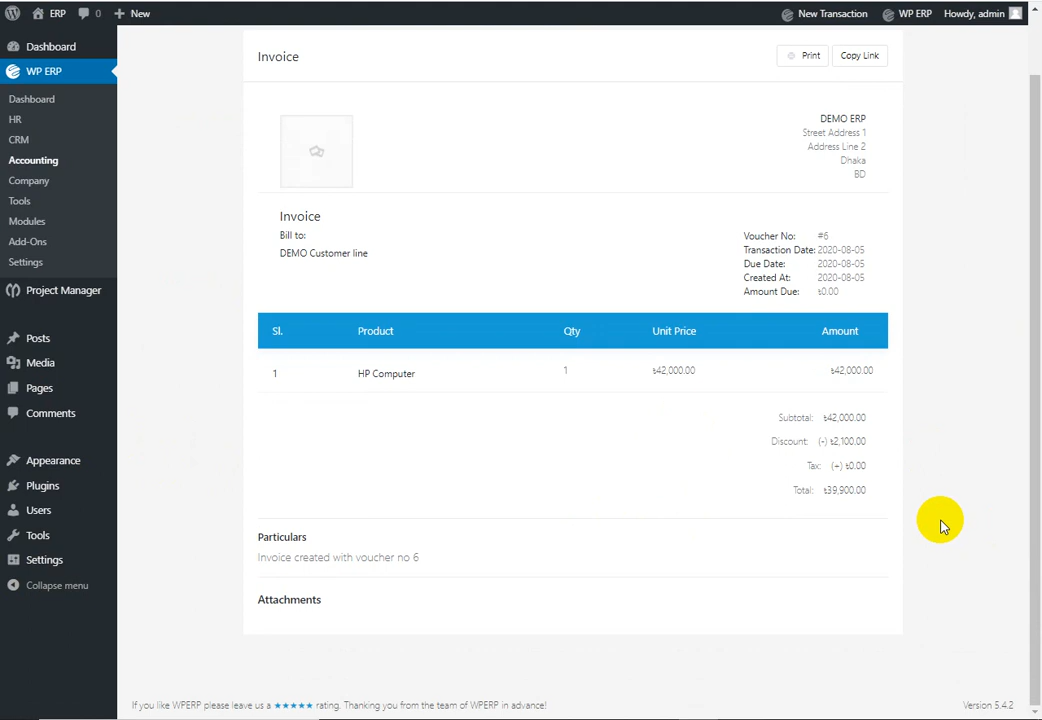 ERP
0
New
New Transaction
WP ERP
Howdy, admin
Dashboard
WP ERP
Dashboard
HR
CRM
Accounting
Company
Tools
Modules
Add-Ons
Settings
Project Manager
Posts
Media
Pages
Comments
Appearance
Plugins
Users
Tools
Settings
Collapse menu
Invoice
Print
Copy Link
DEMO ERP
Street Address 1
Address Line 2
Dhaka
BD
Invoice
Bill to:
DEMO Customer line
Voucher No: #6
Transaction Date: 2020-08-05
Due Date: 2020-08-05
Created At: 2020-08-05
Amount Due: ৳0.00
Sl. Product Qty Unit Price Amount
1 HP Computer 1 ৳42,000.00 ৳42,000.00
Subtotal: ৳42,000.00
Discount: (-) ৳2,100.00
Tax: (+) ৳0.00
Total: ৳39,900.00
Particulars
Invoice created with voucher no 6
Attachments
If you like WPERP please leave us a ★★★★★ rating. Thanking you from the team of WPERP in advance!
Version 5.4.2